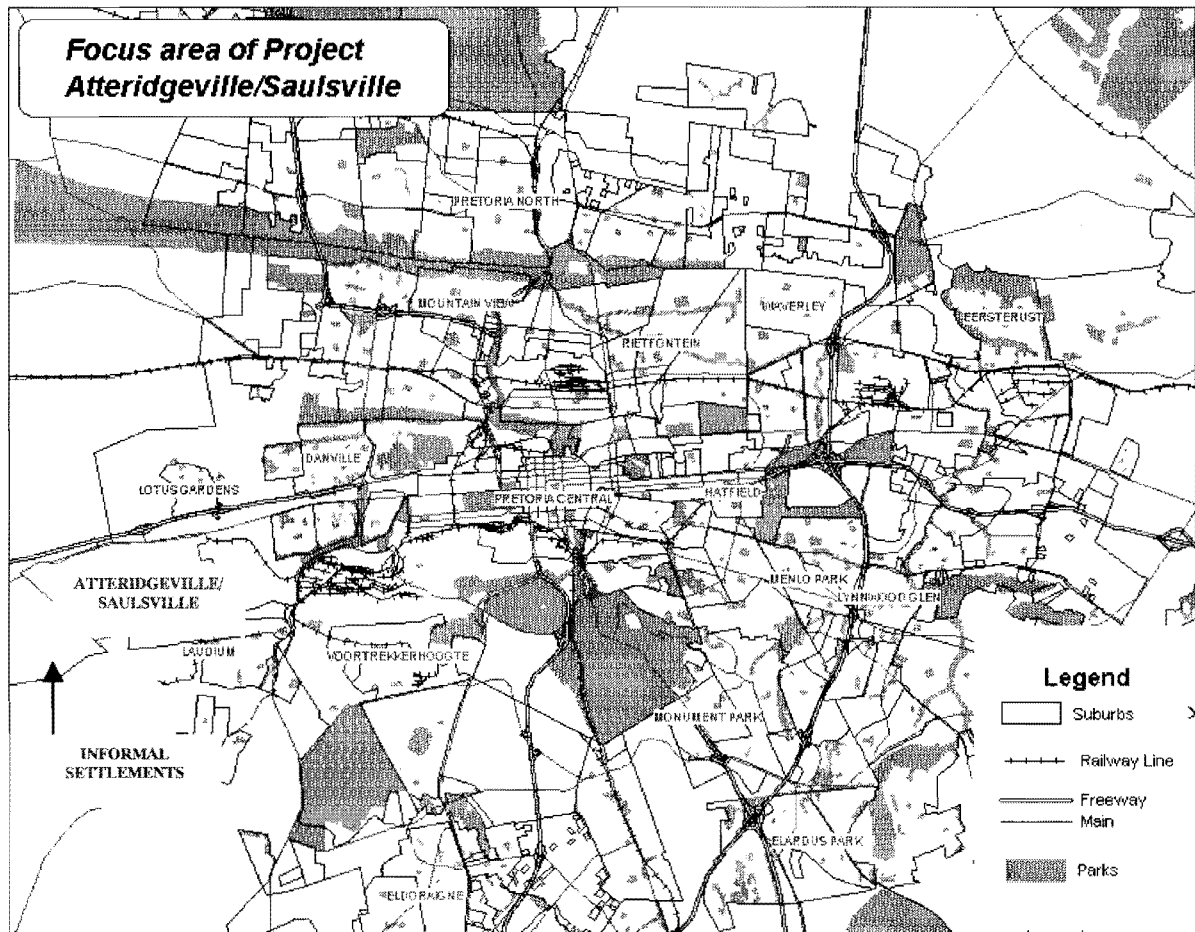 Focus area of Project
Atteridgeville/Saulsville
PRETORIA NORTH
MOUNTAIN VIEW
WAVERLEY
EERSTERUST
RIETFONTEIN
DANVILLE
LOTUS GARDENS
PRETORIA CENTRAL
HATFIELD
ATTERIDGEVILLE/
SAULSVILLE
MENLO PARK
LYNNWOOD GLEN
LAUDIUM
VOORTREKKERHOOGTE
MONUMENT PARK
INFORMAL
SETTLEMENTS
ELARDUS PARK
ELDORAIGNE
Legend
Suburbs
Railway Line
Freeway
Main
Parks